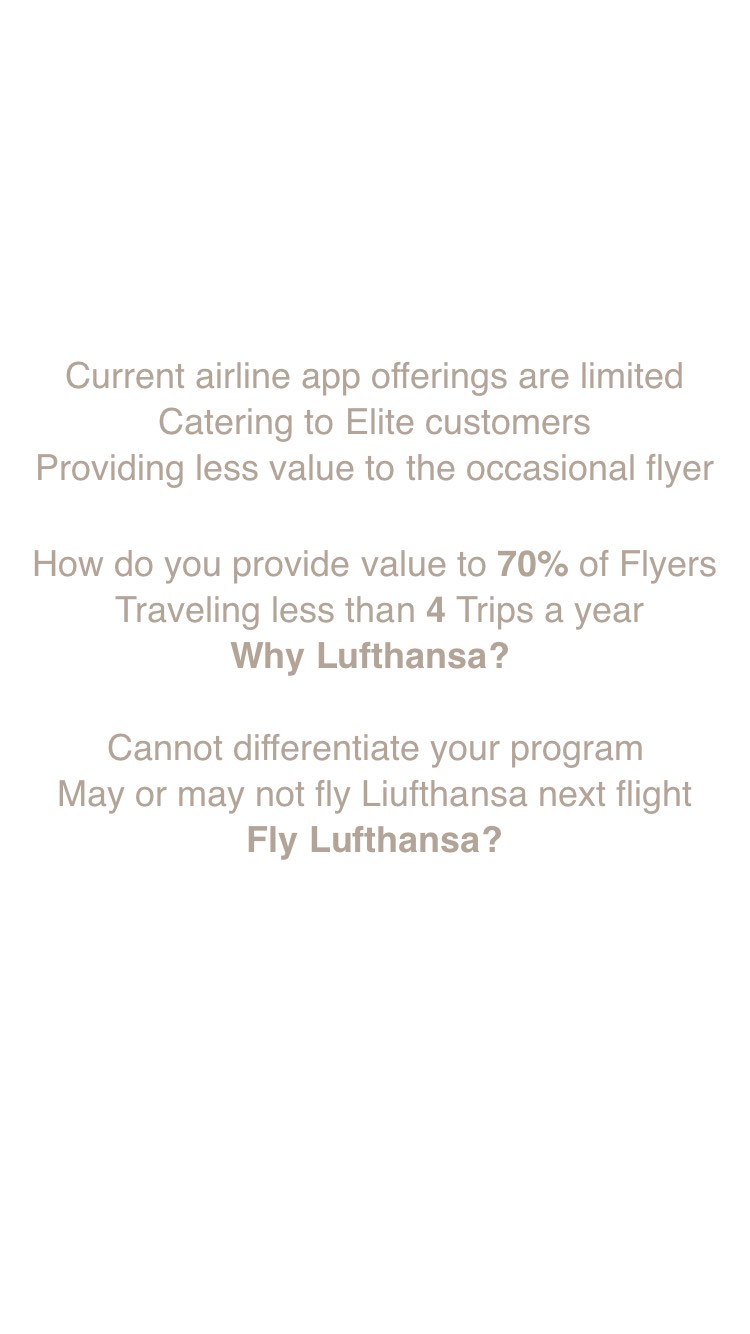 Current airline app offerings are limited
Catering to Elite customers
Providing less value to the occasional flyer
How do you provide value to 70% of Flyers
Traveling less than 4 Trips a year
Why Lufthansa?
Cannot differentiate your program
May or may not fly Liufthansa next flight
Fly Lufthansa?